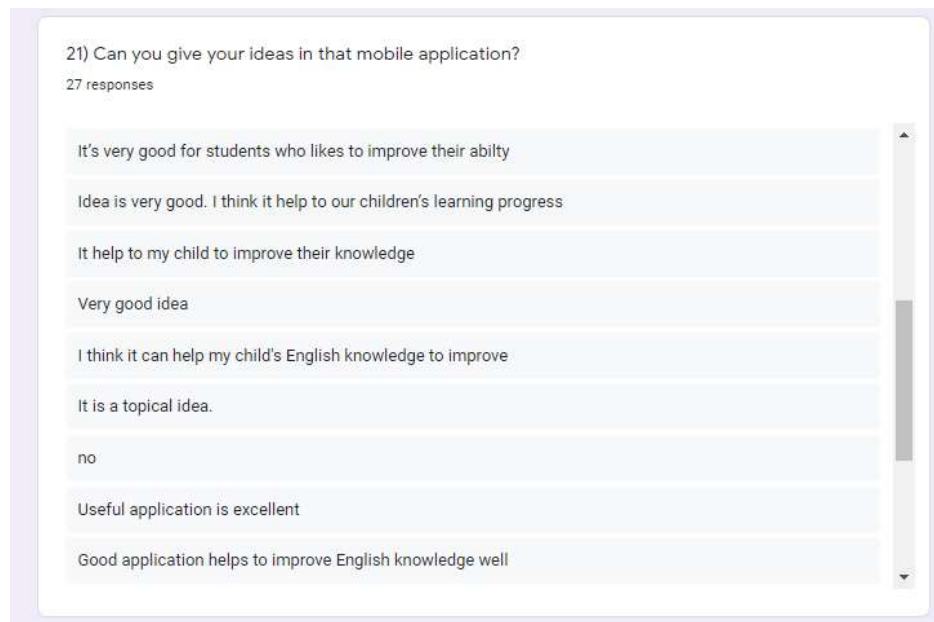 21) Can you give your ideas in that mobile application?
27 responses
It's very good for students who likes to improve their abilty
Idea is very good. I think it help to our children's learning progress
It help to my child to improve their knowledge
Very good idea
I think it can help my child's English knowledge to improve
It is a topical idea.
no
Useful application is excellent
Good application helps to improve English knowledge well